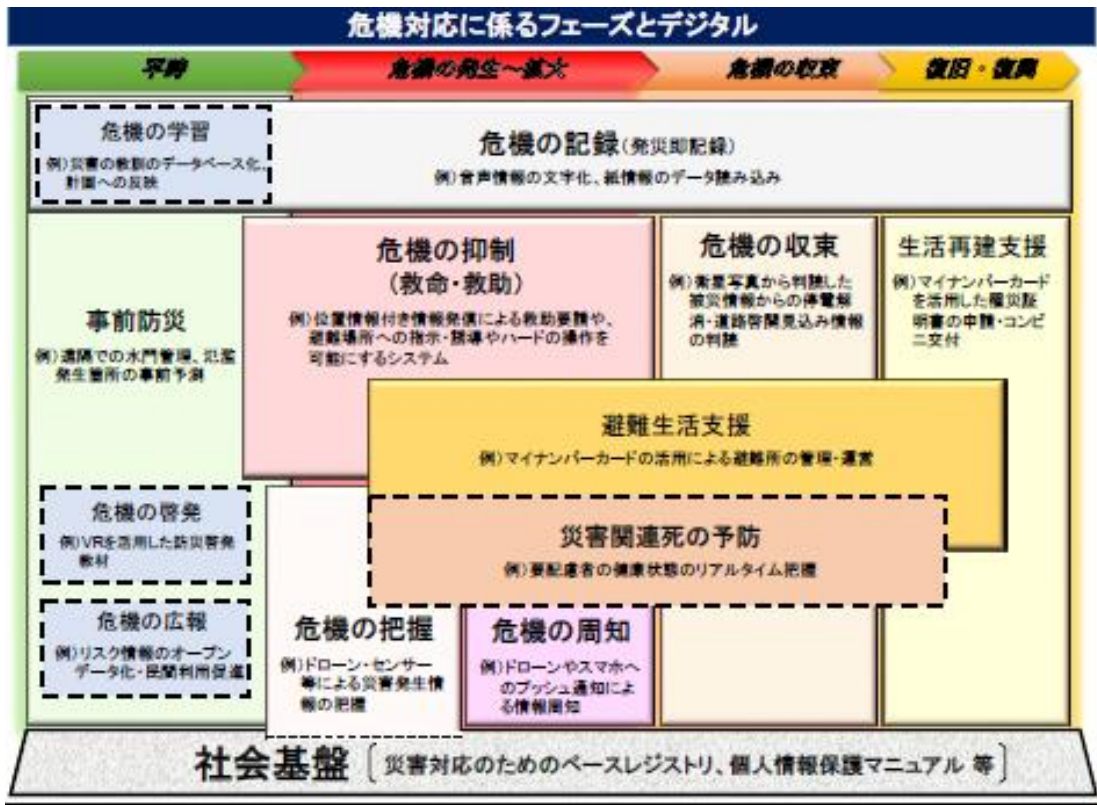 危機対応に係るフェーズとデジタル
平時
危機の発生～拡大
危機の収束
復旧・復興
危機の学習
例)災害の教訓のデータベース化、
計画への反映
危機の記録(発災即記録)
例)音声情報の文字化、紙情報のデータ読み込み
事前防災
例)遠隔での水門管理、氾濫
発生箇所の事前予測
危機の抑制
(救命・救助)
例)位置情報付き情報発信による救助要請や、
避難場所への指示・誘導やハードの操作を
可能にするシステム
危機の収束
例)衛星写真から判読した
被災情報からの停電解
消・道路啓開見込み情報
の判読
生活再建支援
例)マイナンバーカード
を活用した罹災証
明書の申請・コンビ
ニ交付
避難生活支援
例)マイナンバーカードの活用による避難所の管理・運営
災害関連死の予防
例)要配慮者の健康状態のリアルタイム把握
危機の啓発
例)VRを活用した防災啓発
教材
危機の広報
例)リスク情報のオープン
データ化・民間利用促進
危機の把握
例)ドローン・センサー
等による災害発生情
報の把握
危機の周知
例)ドローンやスマホへ
のプッシュ通知によ
る情報周知
社会基盤［災害対応のためのベースレジストリ、個人情報保護マニュアル 等］